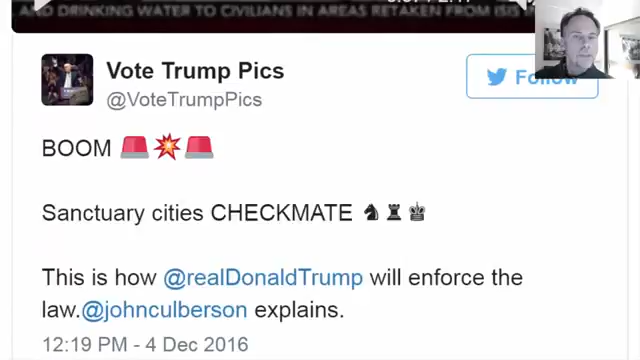 AND DRINKING WATER TO CIVILIANS IN AREAS RETAKEN FROM ISIS
Vote Trump Pics
@VoteTrumpPics
Follow
BOOM 🚨💥🚨
Sanctuary cities CHECKMATE ♞♜♚
This is how @realDonaldTrump will enforce the
law.@johnculberson explains.
12:19 PM - 4 Dec 2016